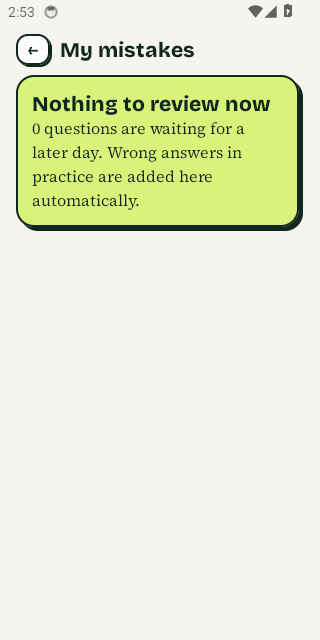 2:53
← My mistakes
Nothing to review now
0 questions are waiting for a
later day. Wrong answers in
practice are added here
automatically.